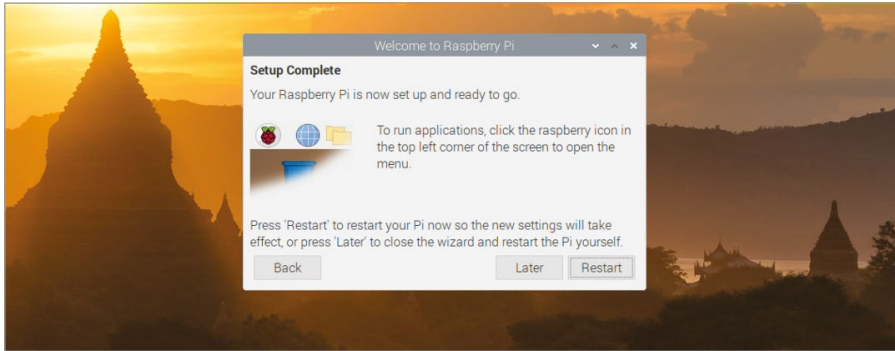 Welcome to Raspberry Pi
Setup Complete
Your Raspberry Pi is now set up and ready to go.
To run applications, click the raspberry icon in
the top left corner of the screen to open the
menu.
Press 'Restart' to restart your Pi now so the new settings will take
effect, or press 'Later' to close the wizard and restart the Pi yourself.
Back
Later
Restart